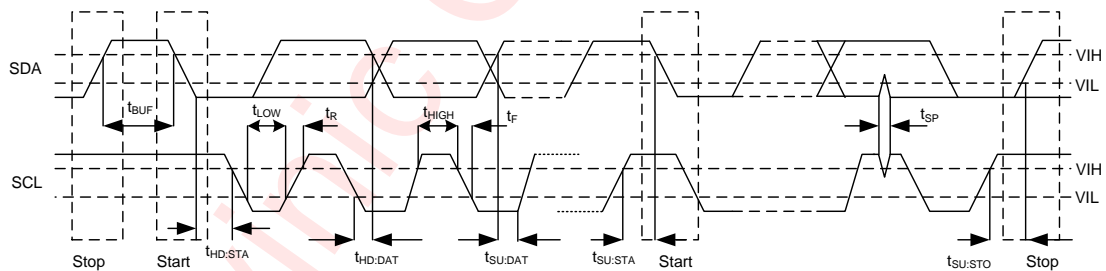 SDA
VIH
VIL
tBUF
tLOW
tR
tHIGH
tF
tSP
SCL
VIH
VIL
tHD:STA
tHD:DAT
tSU:DAT
tSU:STA
tSU:STO
Stop
Start
Start
Stop